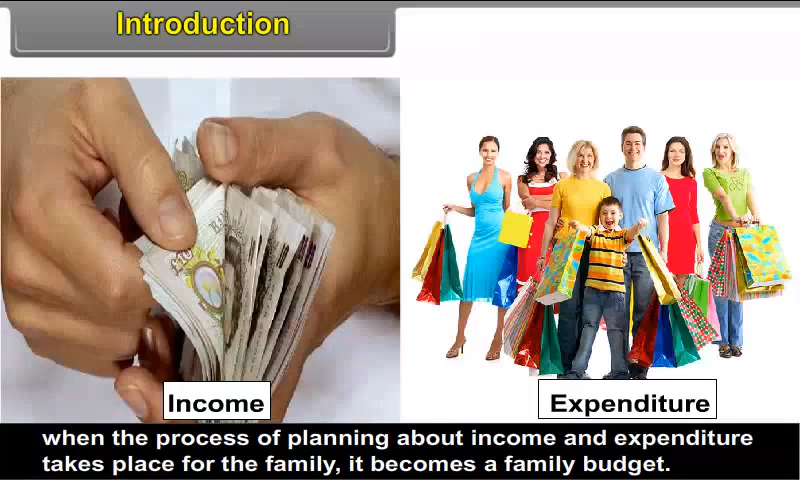 Introduction
Income
Expenditure
when the process of planning about income and expenditure
takes place for the family, it becomes a family budget.